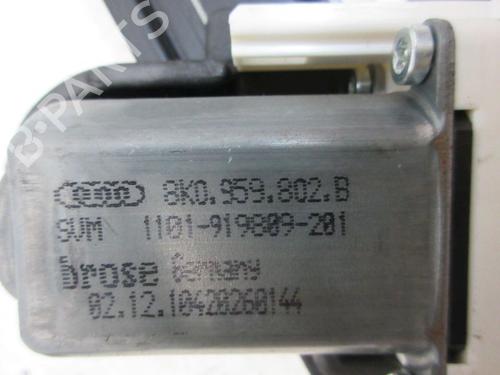 B-PARTS
8K0.959.802.B
SVM 1101-919809-201
brose Germany
02.12.10420260144